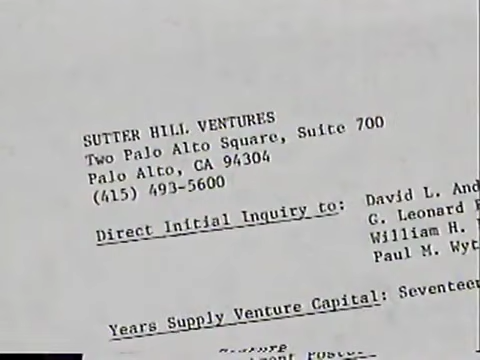 SUTTER HILL VENTURES
Two Palo Alto Square, Suite 700
Palo Alto, CA 94304
(415) 493-5600
Direct Initial Inquiry to: David L.
G. Leonard
William H.
Paul M.
Years Supply Venture Capital: Seventeen